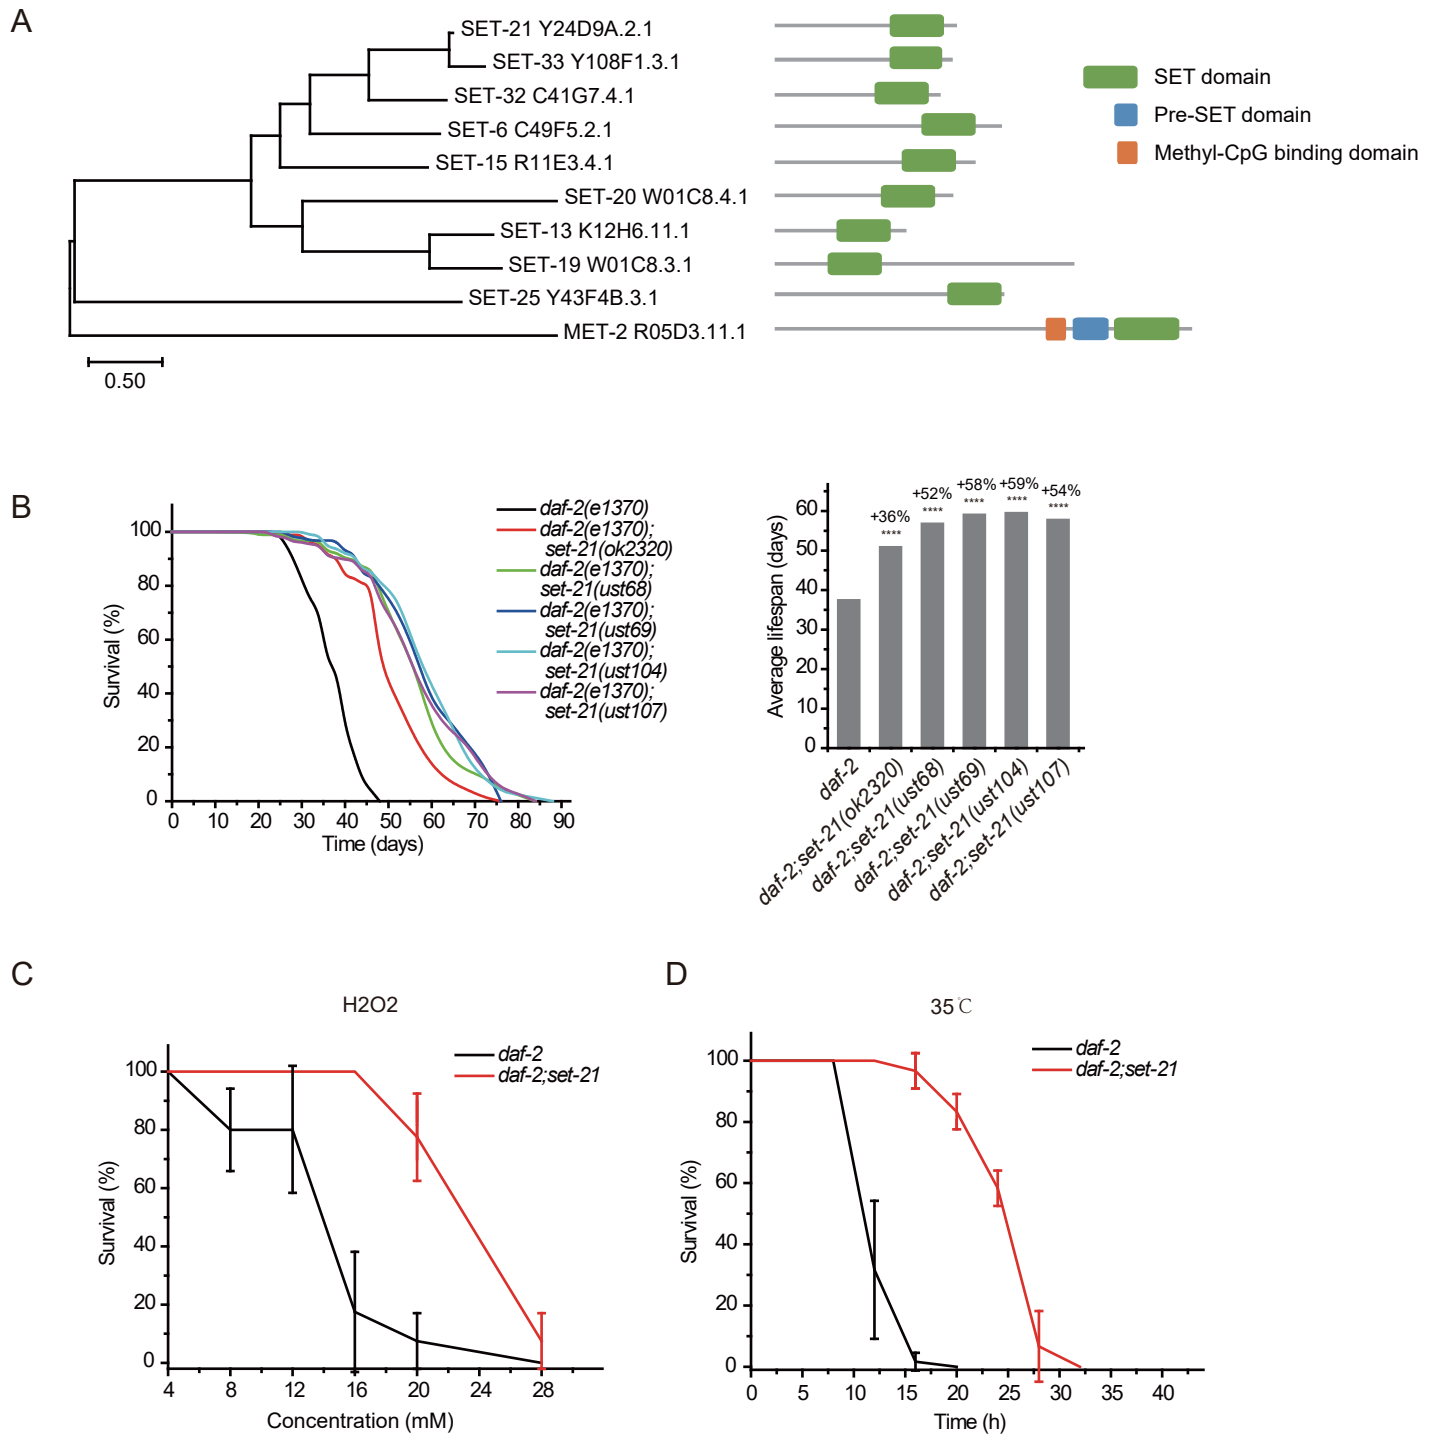 A
SET-21 Y24D9A.2.1
SET-33 Y108F1.3.1
SET-32 C41G7.4.1
SET-6 C49F5.2.1
SET-15 R11E3.4.1
SET-20 W01C8.4.1
SET-13 K12H6.11.1
SET-19 W01C8.3.1
SET-25 Y43F4B.3.1
MET-2 R05D3.11.1
0.50
SET domain
Pre-SET domain
Methyl-CpG binding domain
B
Survival (%)
100
80
60
40
20
0
0 10 20 30 40 50 60 70 80 90
Time (days)
daf-2(e1370)
daf-2(e1370);
set-21(ok2320)
daf-2(e1370);
set-21(ust68)
daf-2(e1370);
set-21(ust69)
daf-2(e1370);
set-21(ust104)
daf-2(e1370);
set-21(ust107)
Average lifespan (days)
60
50
40
30
20
10
0
+36%
****
+52%
****
+58%
****
+59%
****
+54%
****
daf-2
daf-2;set-21(ok2320)
daf-2;set-21(ust68)
daf-2;set-21(ust69)
daf-2;set-21(ust104)
daf-2;set-21(ust107)
C
H2O2
daf-2
daf-2;set-21
Survival (%)
100
80
60
40
20
0
4 8 12 16 20 24 28
Concentration (mM)
D
35℃
daf-2
daf-2;set-21
Survival (%)
100
80
60
40
20
0
0 5 10 15 20 25 30 35 40
Time (h)